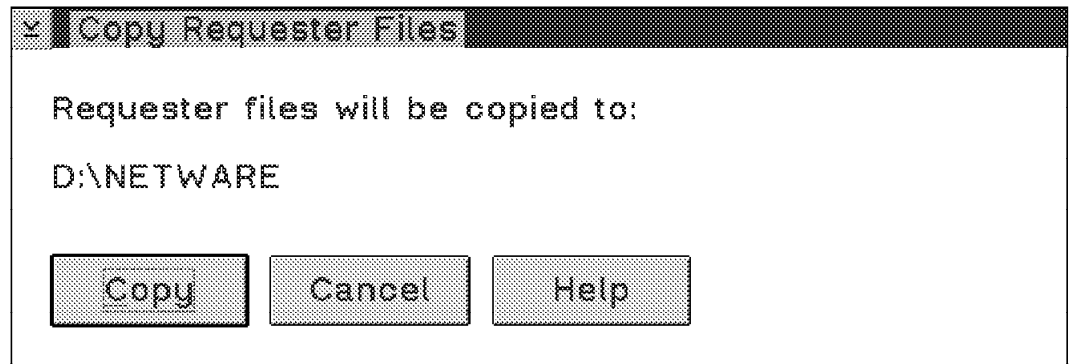 Copy Requester Files
Requester files will be copied to:
D:\NETWARE
Copy Cancel Help